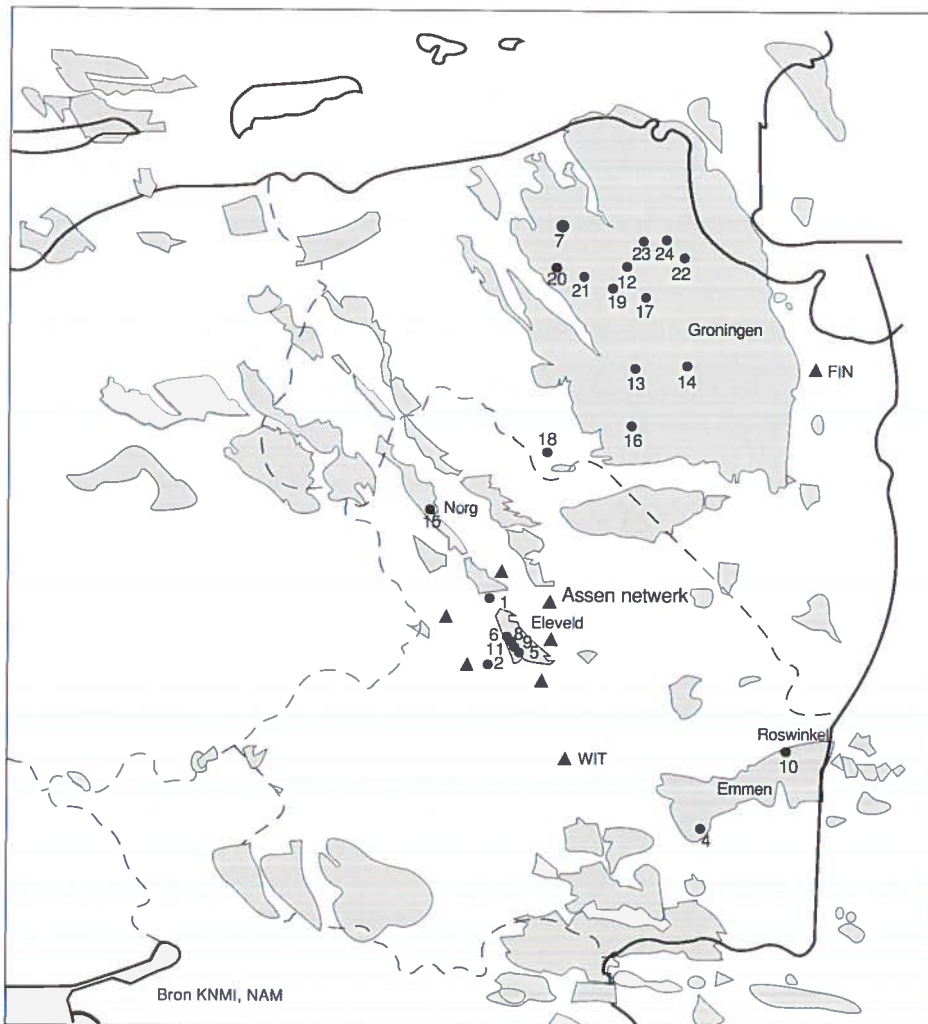 7
23 24
20
21
12
22
19
17
Groningen
FIN
13
14
16
18
Norg
15
1
Assen netwerk
Eleveld
6
8
9
11
5
2
Roswinkel
10
WIT
Emmen
4
Bron KNMI, NAM